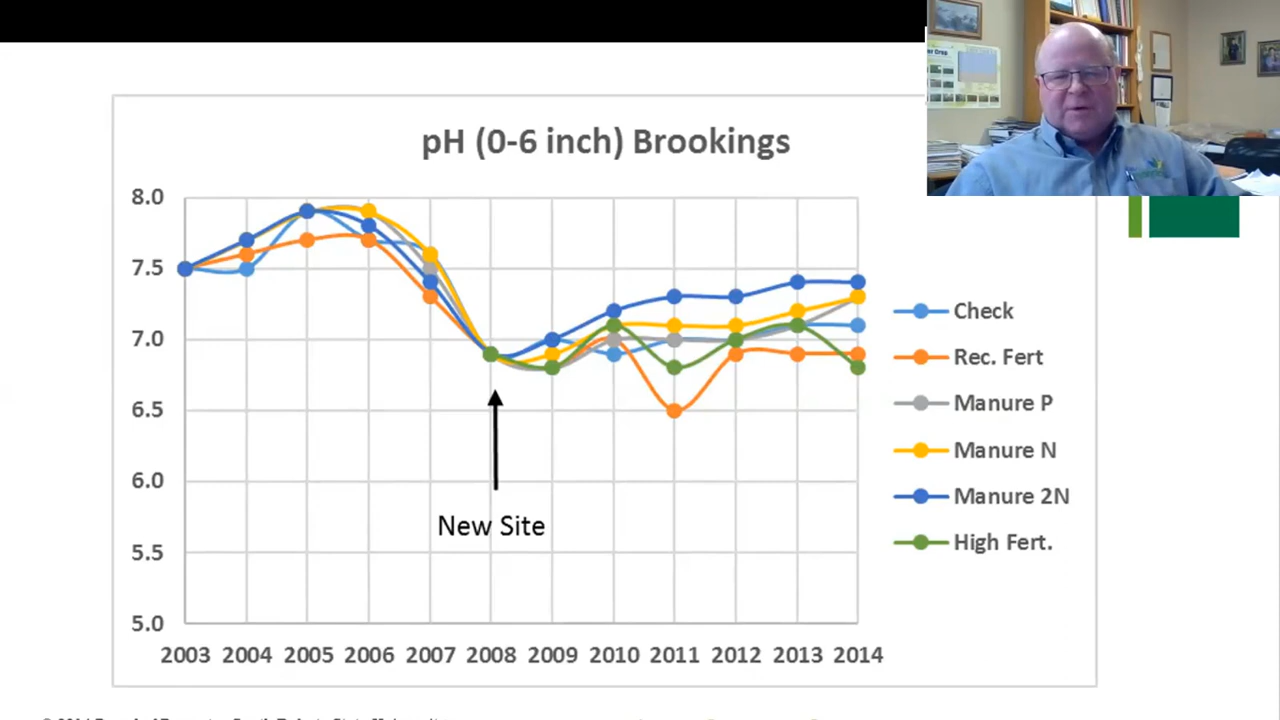 pH (0-6 inch) Brookings
8.0
7.5
7.0
6.5
6.0
5.5
5.0
New Site
2003 2004 2005 2006 2007 2008 2009 2010 2011 2012 2013 2014
Check
Rec. Fert
Manure P
Manure N
Manure 2N
High Fert.